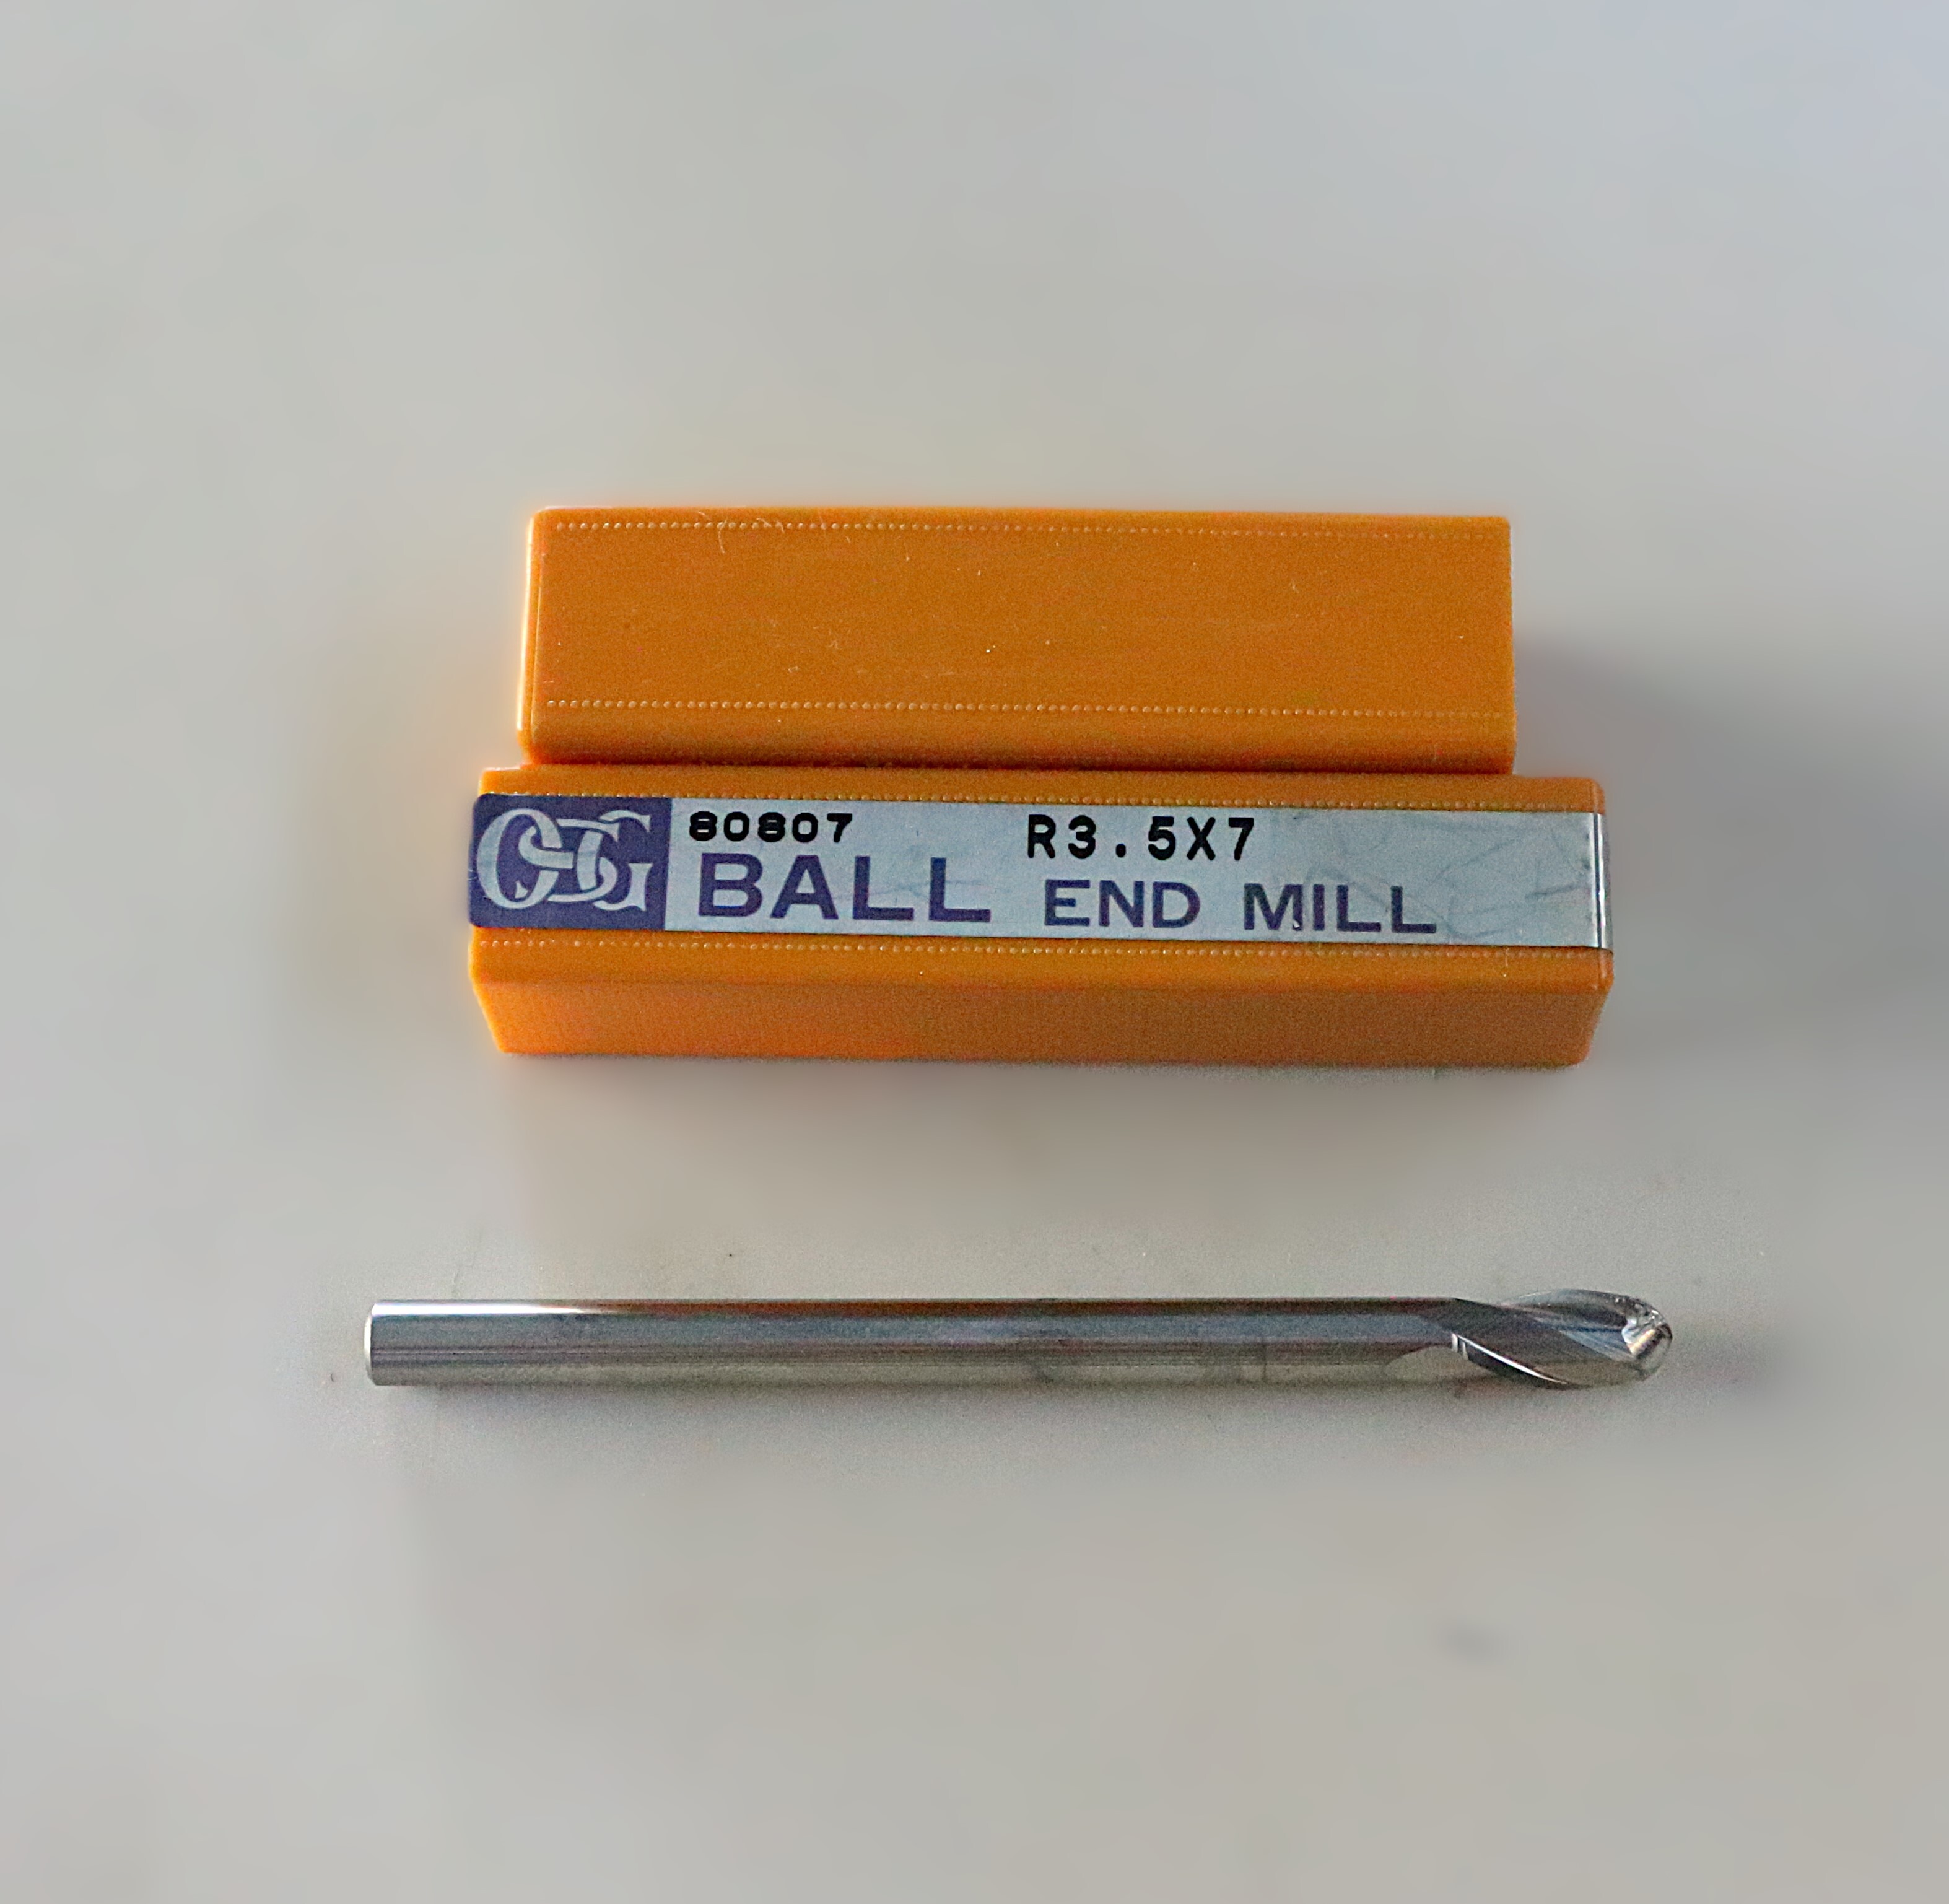 OSG
80807 R3.5X7
BALL END MILL